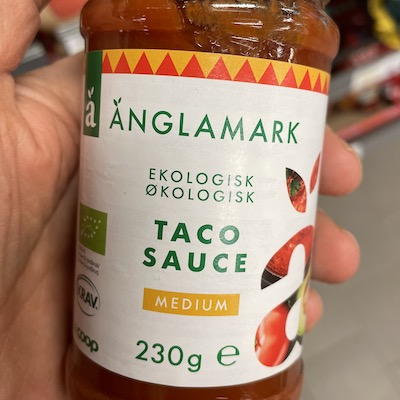 ă
ÄNGLAMARK
EKOLOGISK
ØKOLOGISK
TACO
SAUCE
MEDIUM
KRAV
coop
230g e